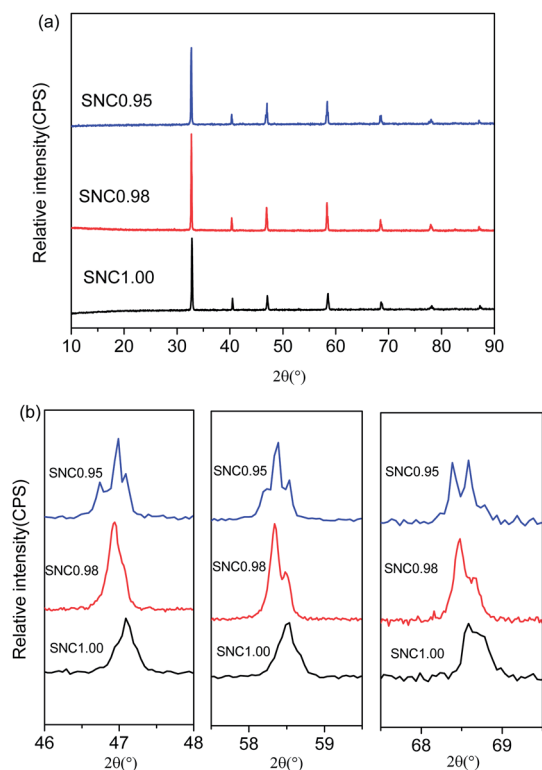 (a)
Relative intensity(CPS)
SNC0.95
SNC0.98
SNC1.00
10 20 30 40 50 60 70 80 90
2θ(°)
(b)
Relative intensity(CPS)
SNC0.95
SNC0.98
SNC1.00
46 47 48
2θ(°)
SNC0.95
SNC0.98
SNC1.00
58 59
2θ(°)
SNC0.95
SNC0.98
SNC1.00
68 69
2θ(°)